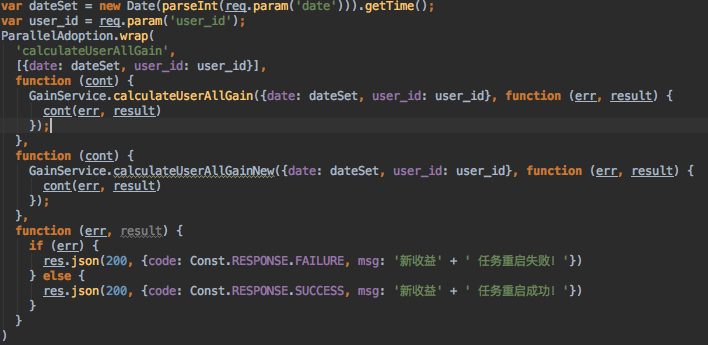 var dateSet = new Date(parseInt(req.param('date'))).getTime();
var user_id = req.param('user_id');
ParallelAdoption.wrap(
  'calculateUserAllGain',
  [{date: dateSet, user_id: user_id}],
  function (cont) {
    GainService.calculateUserAllGain({date: dateSet, user_id: user_id}, function (err, result) {
      cont(err, result)
    });
  },
  function (cont) {
    GainService.calculateUserAllGainNew({date: dateSet, user_id: user_id}, function (err, result) {
      cont(err, result)
    });
  },
  function (err, result) {
    if (err) {
      res.json(200, {code: Const.RESPONSE.FAILURE, msg: '新收益' + ' 任务重启失败! '})
    } else {
      res.json(200, {code: Const.RESPONSE.SUCCESS, msg: '新收益' + ' 任务重启成功! '})
    }
  }
)